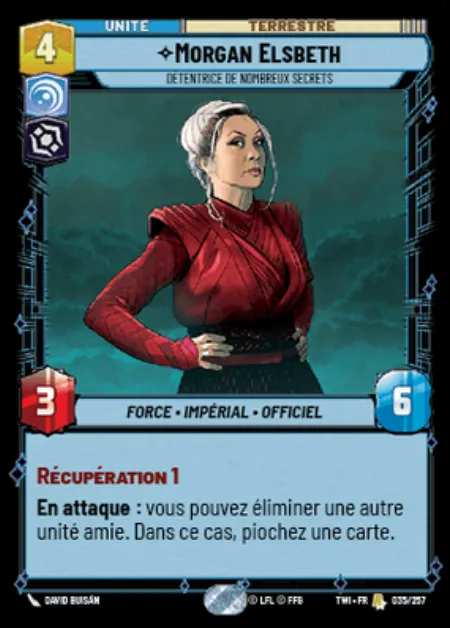 4
UNITÉ
TERRESTRE
Morgan Elsbeth
DÉTENTRICE DE NOMBREUX SECRETS
3
FORCE • IMPÉRIAL • OFFICIEL
6
RÉCUPÉRATION 1
En attaque : vous pouvez éliminer une autre
unité amie. Dans ce cas, piochez une carte.
DAVID BUISÁN
© LFL © FFG
TWI • FR
035/257